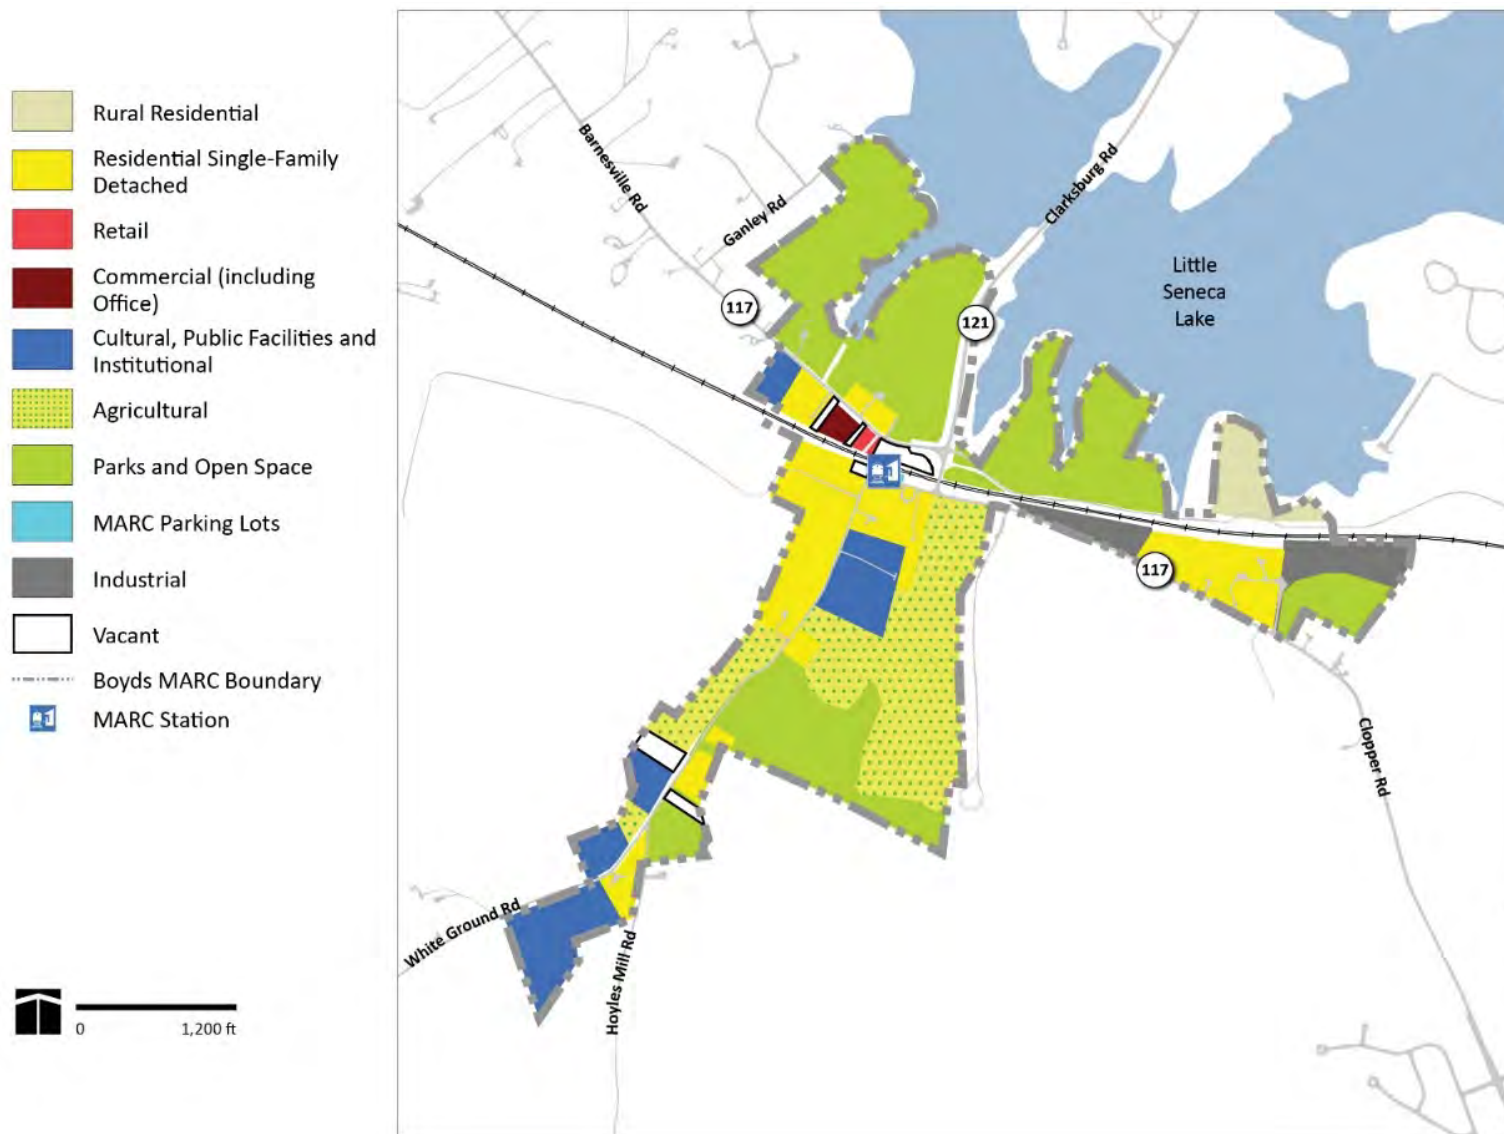 Rural Residential
Residential Single-Family
Detached
Retail
Commercial (including
Office)
Cultural, Public Facilities and
Institutional
Agricultural
Parks and Open Space
MARC Parking Lots
Industrial
Vacant
Boyds MARC Boundary
MARC Station
0
1,200 ft
Barnesville Rd
Ganley Rd
Clarksburg Rd
117
121
Little
Seneca
Lake
117
Clopper Rd
White Ground Rd
Hoyles Mill Rd